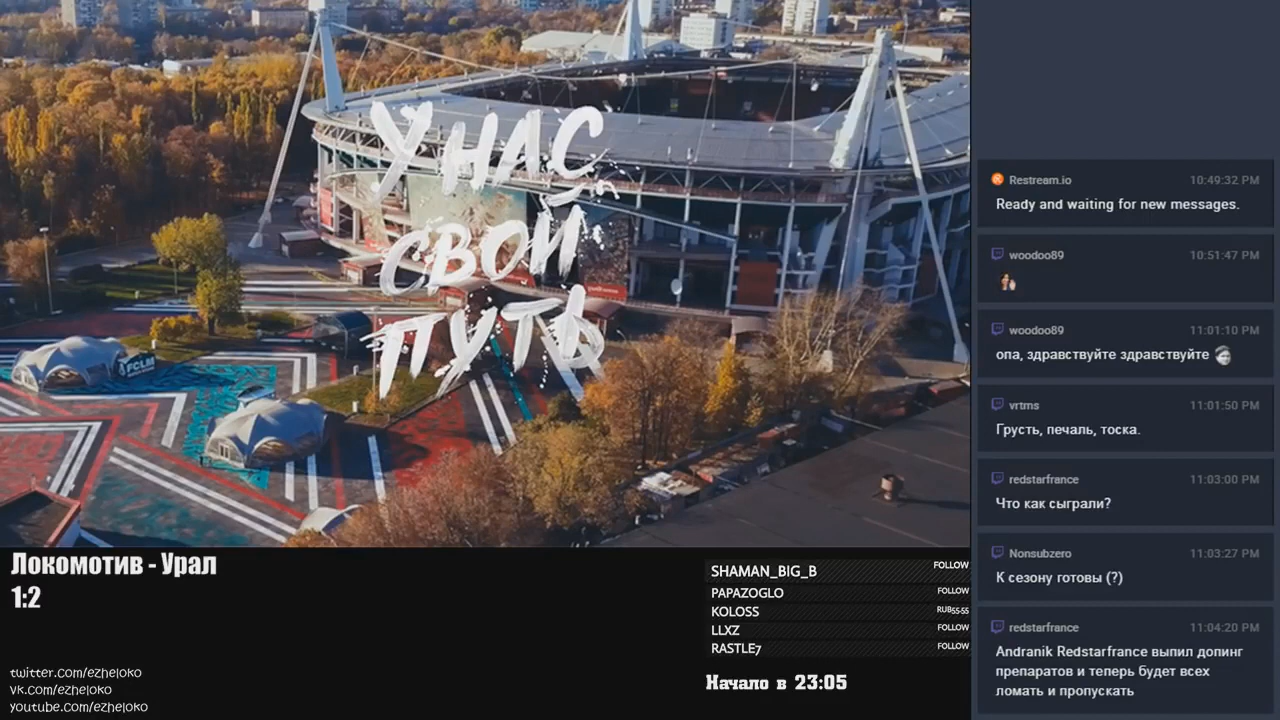 У НАС
СВОЙ
ПУТЬ
FCLM
Локомотив - Урал
1:2
twitter.com/ezheloko
vk.com/ezheloko
youtube.com/ezheloko
SHAMAN_BIG_B FOLLOW
PAPAZOGLO FOLLOW
KOLOSS RUB55.55
LLXZ FOLLOW
RASTLE7 FOLLOW
Начало в 23:05
Restream.io 10:49:32 PM
Ready and waiting for new messages.
woodoo89 10:51:47 PM
woodoo89 11:01:10 PM
опа, здравствуйте здравствуйте
vrtms 11:01:50 PM
Грусть, печаль, тоска.
redstarfrance 11:03:00 PM
Что как сыграли?
Nonsubzero 11:03:27 PM
К сезону готовы (?)
redstarfrance 11:04:20 PM
Andranik Redstarfrance выпил допинг
препаратов и теперь будет всех
ломать и пропускать